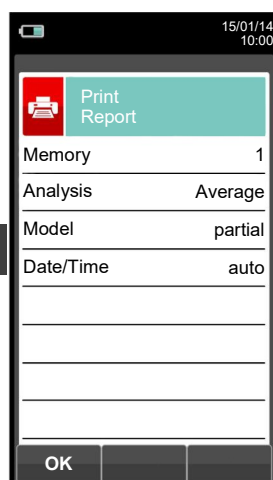 15/01/14
10:00
Print
Report
Memory 1
Analysis Average
Model partial
Date/Time auto
OK